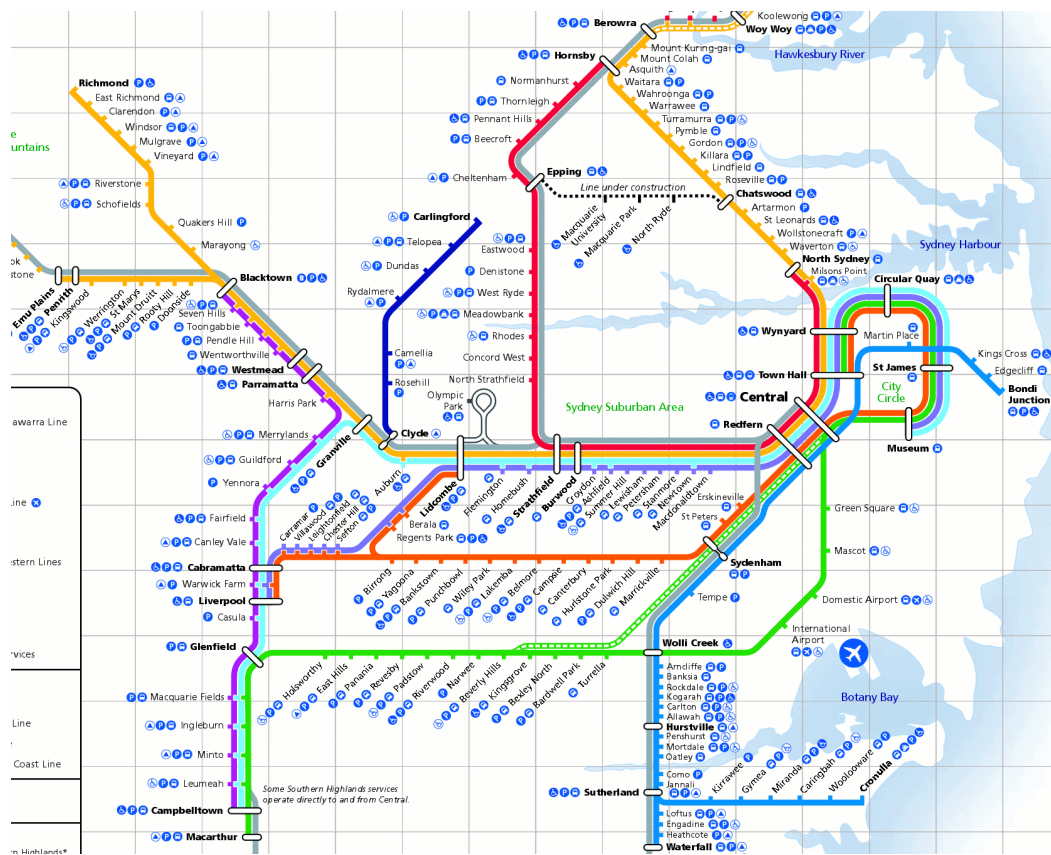 Koolewong
Berowra
Woy Woy
Mount Kuring-gai
Hawkesbury River
Hornsby
Mount Colah
Asquith
Richmond
Normanhurst
Waitara
East Richmond
Wahroonga
Clarendon
Thornleigh
Warrawee
Windsor
Pennant Hills
Turramurra
Mulgrave
Beecroft
Pymble
Vineyard
Gordon
Killara
Lindfield
Epping
Cheltenham
Roseville
Riverstone
Line under construction
Chatswood
Schofields
Artarmon
Macquarie
University
Macquarie Park
North Ryde
Carlingford
St Leonards
Quakers Hill
Wollstonecraft
Telopea
Eastwood
Waverton
Marayong
Sydney Harbour
Dundas
Denistone
North Sydney
Milsons Point
Blacktown
Circular Quay
Rydalmere
West Ryde
Emu Plains
Penrith
Kingswood
Werrington
St Marys
Mount Druitt
Rooty Hill
Doonside
Seven Hills
Meadowbank
Toongabbie
Wynyard
Martin Place
Pendle Hill
Rhodes
Wentworthville
Camellia
Concord West
Kings Cross
Westmead
St James
Edgecliff
Parramatta
Rosehill
North Strathfield
Town Hall
Bondi
Junction
Harris Park
Olympic
Park
Sydney Suburban Area
Central
City
Circle
Redfern
Merrylands
Clyde
Museum
Granville
Guildford
Auburn
Yennora
Lidcombe
Flemington
Homebush
Strathfield
Burwood
Croydon
Ashfield
Summer Hill
Lewisham
Petersham
Stanmore
Newtown
Macdonaldtown
Erskineville
St Peters
Fairfield
Carramar
Villawood
Leightonfield
Chester Hill
Sefton
Berala
Regents Park
Green Square
Canley Vale
Mascot
Cabramatta
Sydenham
Warwick Farm
Birrong
Yagoona
Bankstown
Punchbowl
Wiley Park
Lakemba
Belmore
Campsie
Canterbury
Hurlstone Park
Dulwich Hill
Marrickville
Liverpool
Tempe
Domestic Airport
Casula
International
Airport
Glenfield
Wolli Creek
Holsworthy
East Hills
Panania
Revesby
Padstow
Riverwood
Narwee
Beverly Hills
Kingsgrove
Bexley North
Bardwell Park
Turrella
Arncliffe
Banksia
Rockdale
Kogarah
Carlton
Allawah
Botany Bay
Macquarie Fields
Hurstville
Ingleburn
Penshurst
Mortdale
Oatley
Minto
Como
Jannali
Kirrawee
Gymea
Miranda
Caringbah
Woolooware
Cronulla
Leumeah
Some Southern Highlands services
operate directly to and from Central.
Sutherland
Campbelltown
Loftus
Engadine
Heathcote
Macarthur
Waterfall
awarra Line
stern Lines
rvices
Line
Coast Line